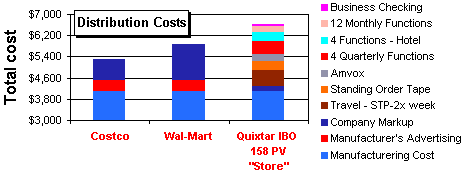 Distribution Costs
Total cost
$7,000
$6,200
$5,400
$4,600
$3,800
$3,000
Costco
Wal-Mart
Quixtar IBO
158 PV
"Store"
Business Checking
12 Monthly Functions
4 Functions - Hotel
4 Quarterly Functions
Amvox
Standing Order Tape
Travel - STP-2x week
Company Markup
Manufacturer's Advertising
Manufacturering Cost